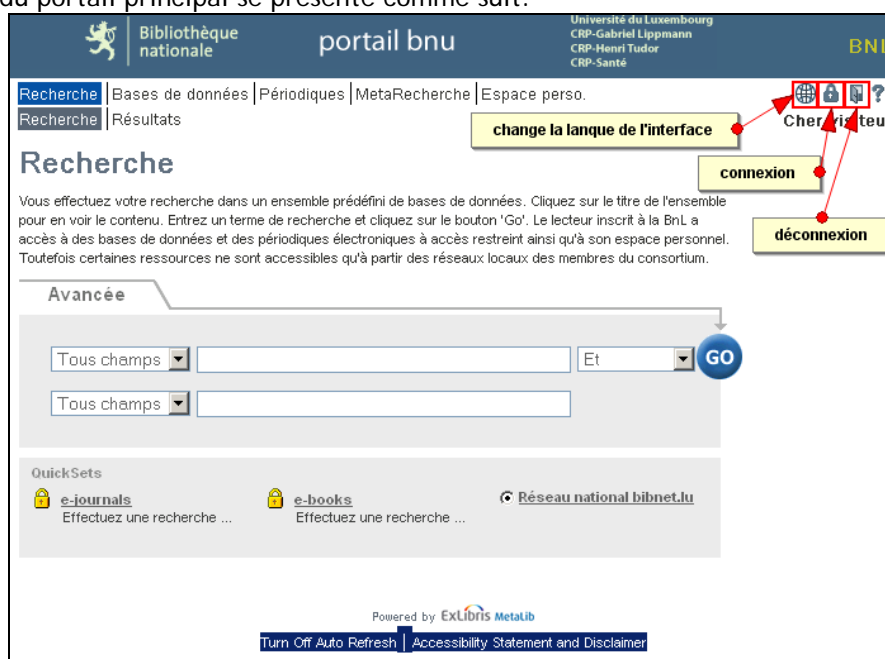 du portail principal se présente comme suit:
Bibliothèque
nationale
portail bnu
Université du Luxembourg
CRP-Gabriel Lippmann
CRP-Henri Tudor
CRP-Santé
BNL
Recherche | Bases de données | Périodiques | MetaRecherche | Espace perso.
?
Recherche | Résultats
Cher visiteu
change la lanque de l'interface
Recherche
connexion
déconnexion
Vous effectuez votre recherche dans un ensemble prédéfini de bases de données. Cliquez sur le titre de l'ensemble
pour en voir le contenu. Entrez un terme de recherche et cliquez sur le bouton 'Go'. Le lecteur inscrit à la BnL a
accès à des bases de données et des périodiques électroniques à accès restreint ainsi qu'à son espace personnel.
Toutefois certaines ressources ne sont accessibles qu'à partir des réseaux locaux des membres du consortium.
Avancée
Tous champs
Et
GO
Tous champs
QuickSets
e-journals
Effectuez une recherche ...
e-books
Effectuez une recherche ...
Réseau national bibnet.lu
Powered by ExLibris MetaLib
Turn Off Auto Refresh | Accessibility Statement and Disclaimer